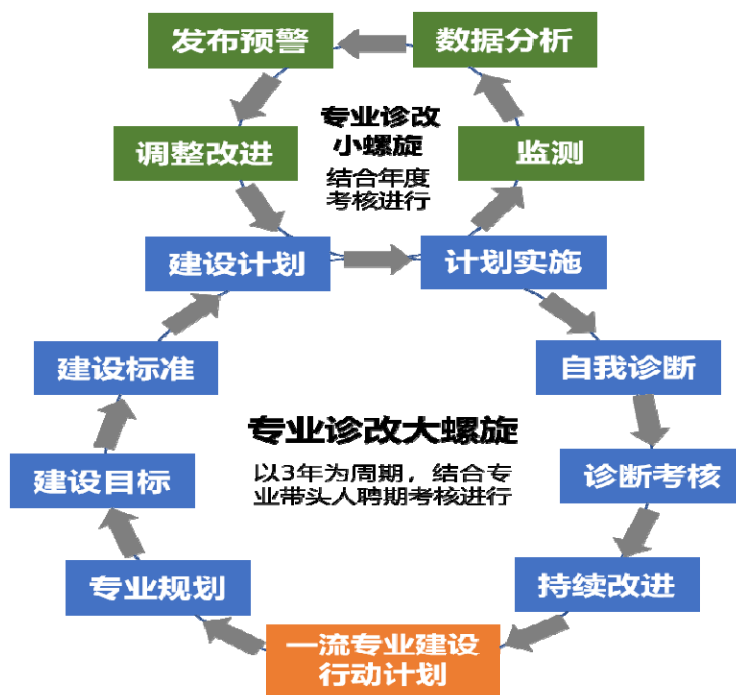 发布预警
数据分析
专业诊改
小螺旋
结合年度
考核进行
调整改进
监测
建设计划
计划实施
建设标准
自我诊断
专业诊改大螺旋
以3年为周期，结合专
业带头人聘期考核进行
建设目标
诊断考核
专业规划
持续改进
一流专业建设
行动计划